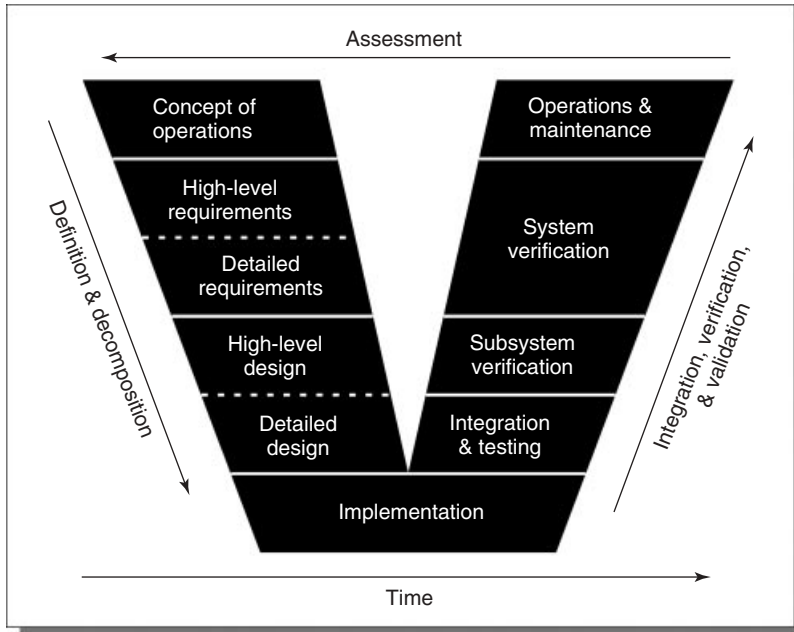 Assessment
Concept of
operations
High-level
requirements
Detailed
requirements
High-level
design
Detailed
design
Implementation
Operations &
maintenance
System
verification
Subsystem
verification
Integration
& testing
Definition & decomposition
Integration, verification,
& validation
Time